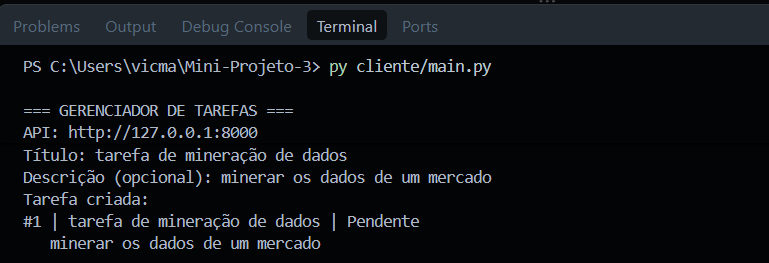 Problems Output Debug Console Terminal Ports
PS C:\Users\vicma\Mini-Projeto-3> py cliente/main.py
=== GERENCIADOR DE TAREFAS ===
API: http://127.0.0.1:8000
Título: tarefa de mineração de dados
Descrição (opcional): minerar os dados de um mercado
Tarefa criada:
#1 | tarefa de mineração de dados | Pendente
minerar os dados de um mercado